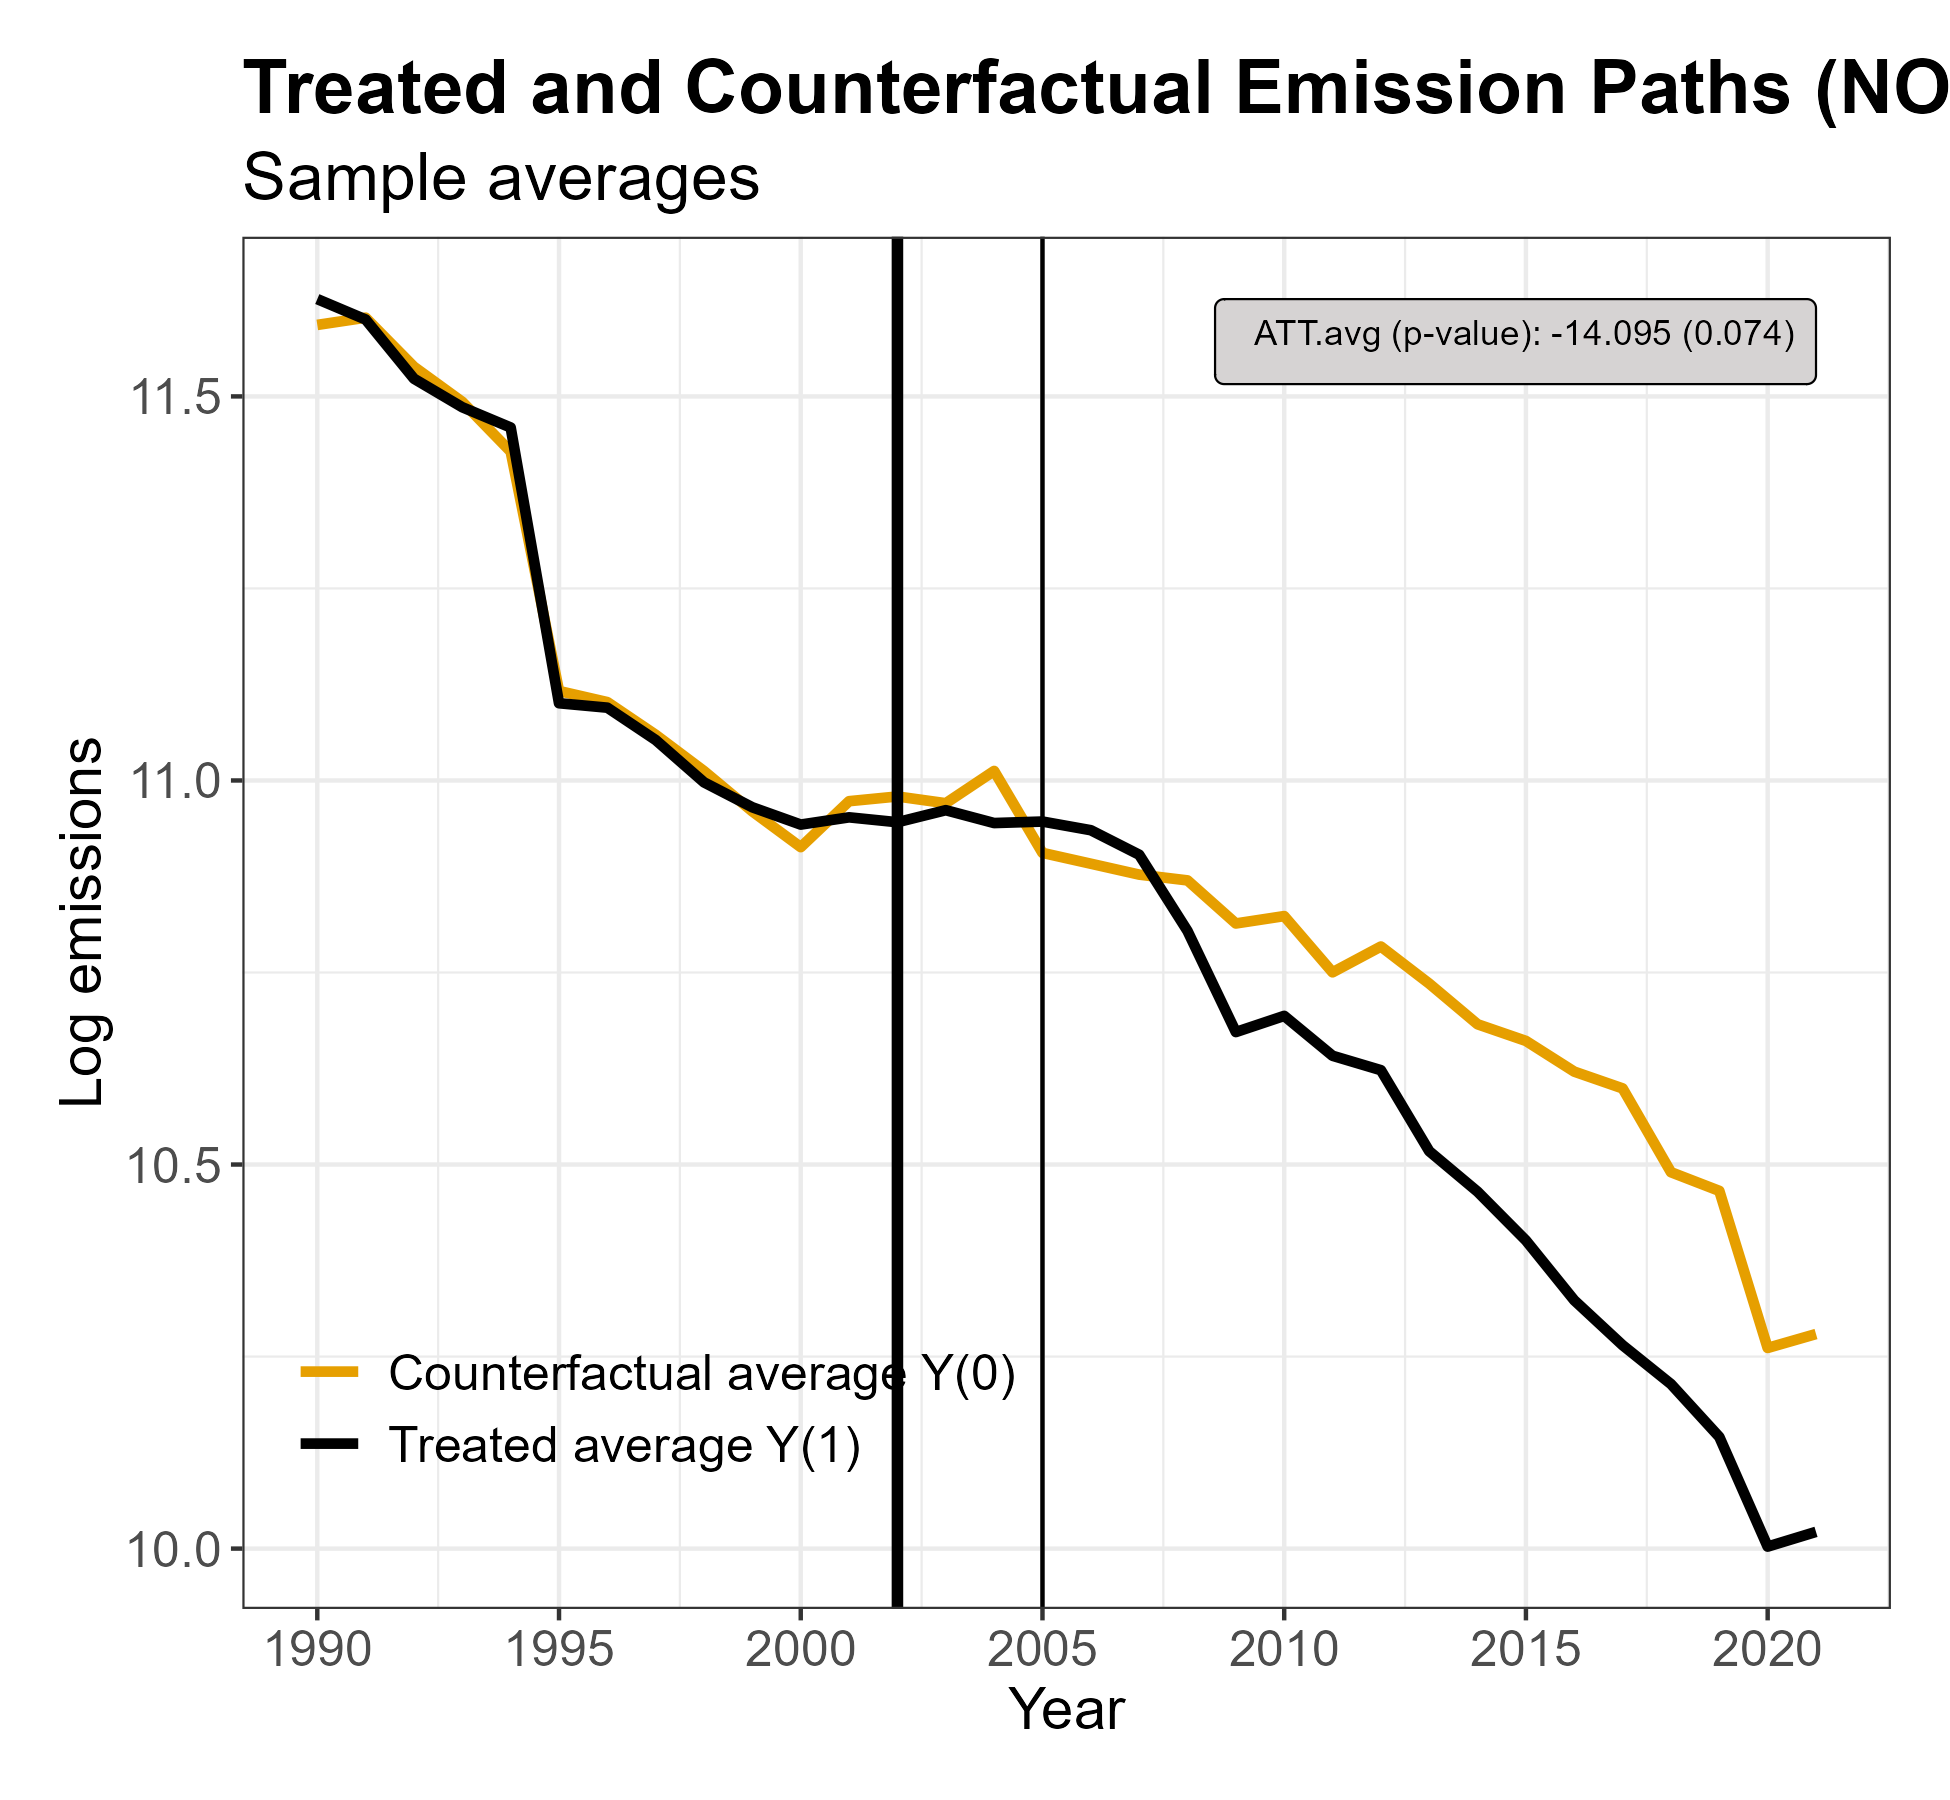 Treated and Counterfactual Emission Paths (NO
Sample averages
ATT.avg (p-value): -14.095 (0.074)
11.5
11.0
10.5
10.0
Log emissions
Counterfactual average Y(0)
Treated average Y(1)
1990 1995 2000 2005 2010 2015 2020
Year